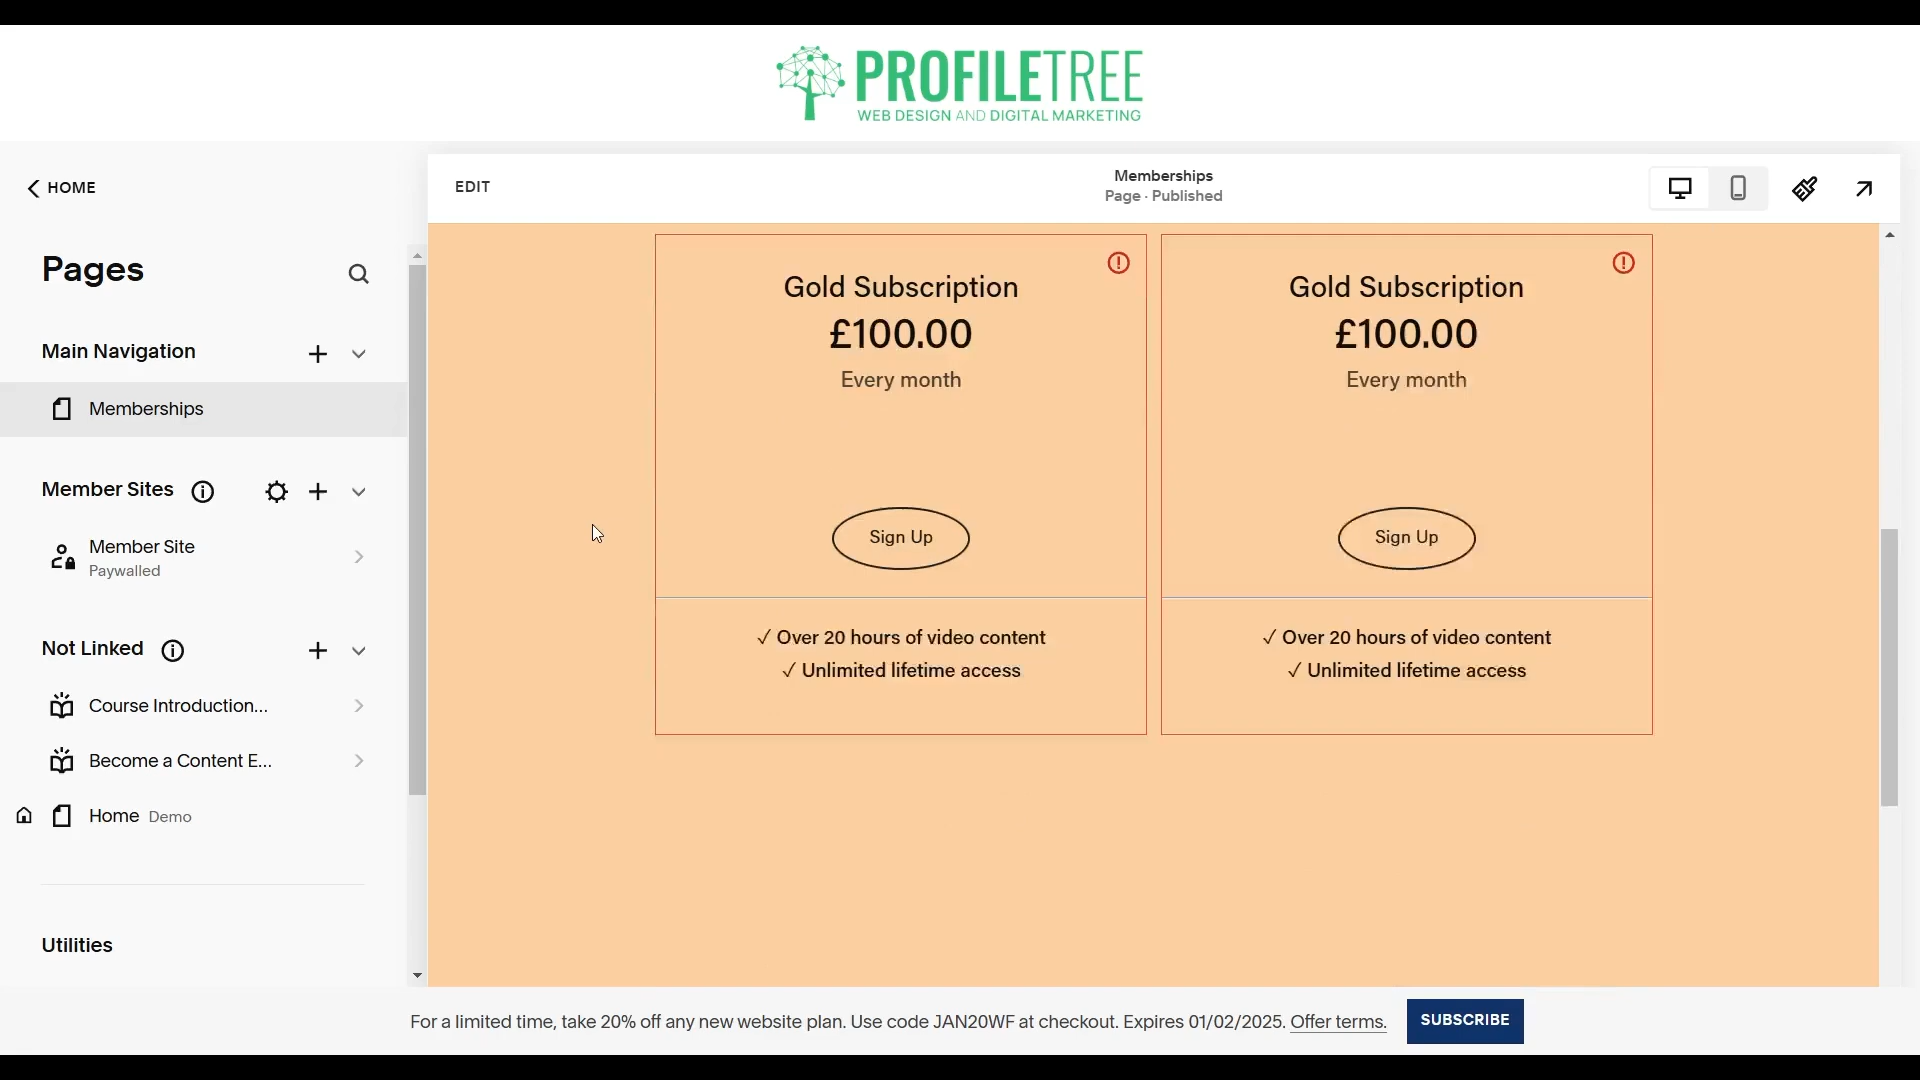 PROFILETREE
WEB DESIGN AND DIGITAL MARKETING
HOME
Pages
Main Navigation
Memberships
Member Sites
Member Site
Paywalled
Not Linked
Course Introduction...
Become a Content E...
Home Demo
Utilities
EDIT
Memberships
Page · Published
Gold Subscription
£100.00
Every month
Sign Up
✓ Over 20 hours of video content
✓ Unlimited lifetime access
Gold Subscription
£100.00
Every month
Sign Up
✓ Over 20 hours of video content
✓ Unlimited lifetime access
For a limited time, take 20% off any new website plan. Use code JAN20WF at checkout. Expires 01/02/2025. Offer terms.
SUBSCRIBE